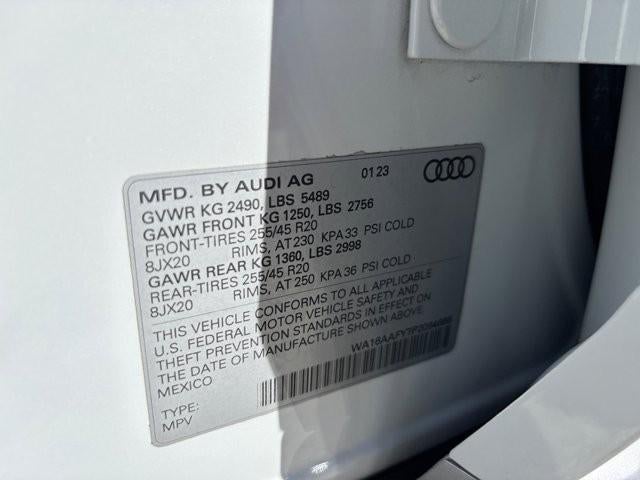 MFD. BY AUDI AG 01 23
GVWR KG 2490, LBS 5489
GAWR FRONT KG 1250, LBS 2756
FRONT-TIRES 255/45 R20
8JX20 RIMS, AT 230 KPA 33 PSI COLD
GAWR REAR KG 1360, LBS 2998
REAR-TIRES 255/45 R20
8JX20 RIMS, AT 250 KPA 36 PSI COLD
THIS VEHICLE CONFORMS TO ALL APPLICABLE
U.S. FEDERAL MOTOR VEHICLE SAFETY AND
THEFT PREVENTION STANDARDS IN EFFECT ON
THE DATE OF MANUFACTURE SHOWN ABOVE
MEXICO
TYPE:
MPV